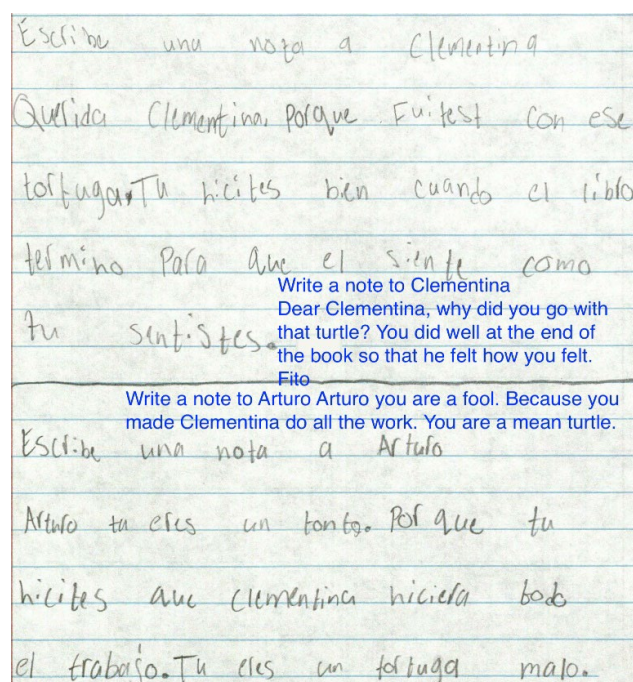 Escribe una nota a Clementina
Querida Clementina, Porque Fuitest con ese
tortuga. Tu hicites bien cuando el libro
termino Para que el siente como
tu sentistes.
Write a note to Clementina
Dear Clementina, why did you go with
that turtle? You did well at the end of
the book so that he felt how you felt.
Fito
Write a note to Arturo Arturo you are a fool. Because you
made Clementina do all the work. You are a mean turtle.
Escribe una nota a Arturo
Arturo tu eres un tonto. Por que tu
hicites que Clementina hiciera todo
el trabajo. Tu eres un tortuga malo.